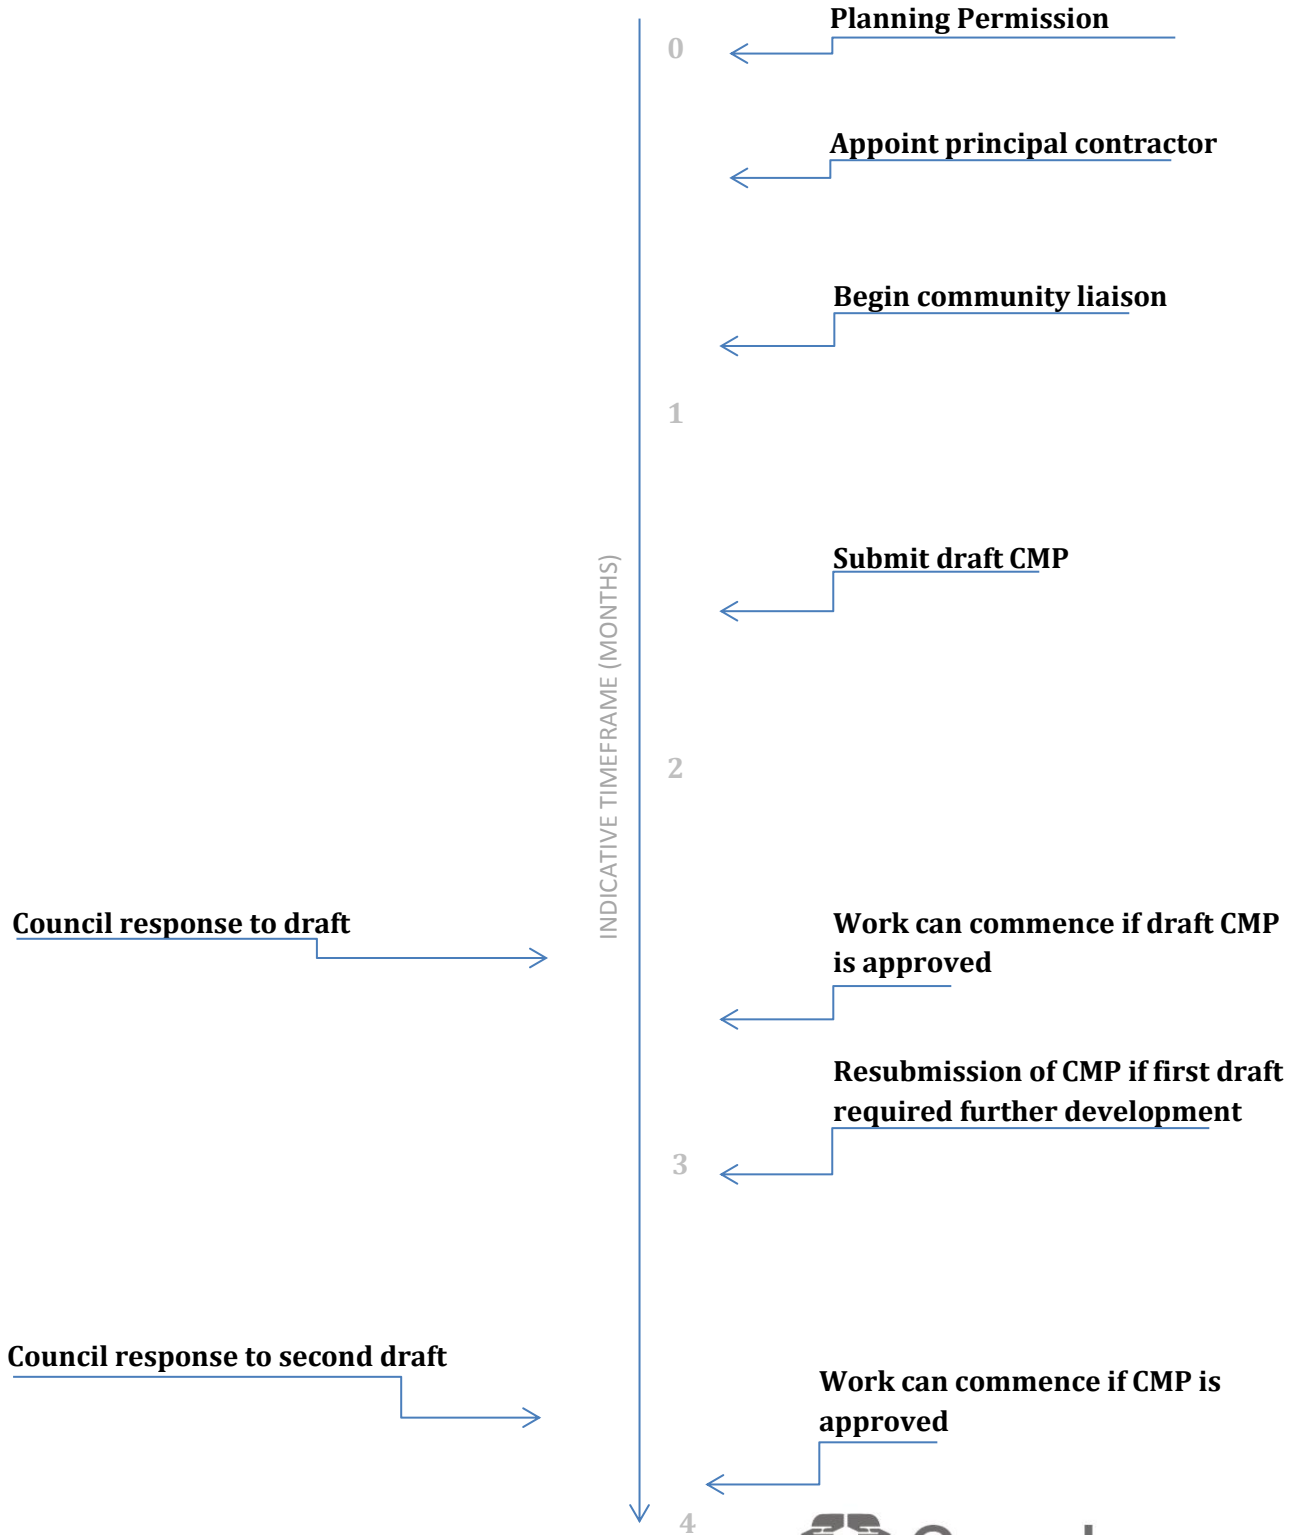 Planning Permission
0
Appoint principal contractor
Begin community liaison
1
Submit draft CMP
INDICATIVE TIMEFRAME (MONTHS)
2
Council response to draft
Work can commence if draft CMP
is approved
Resubmission of CMP if first draft
required further development
3
Council response to second draft
Work can commence if CMP is
approved
4